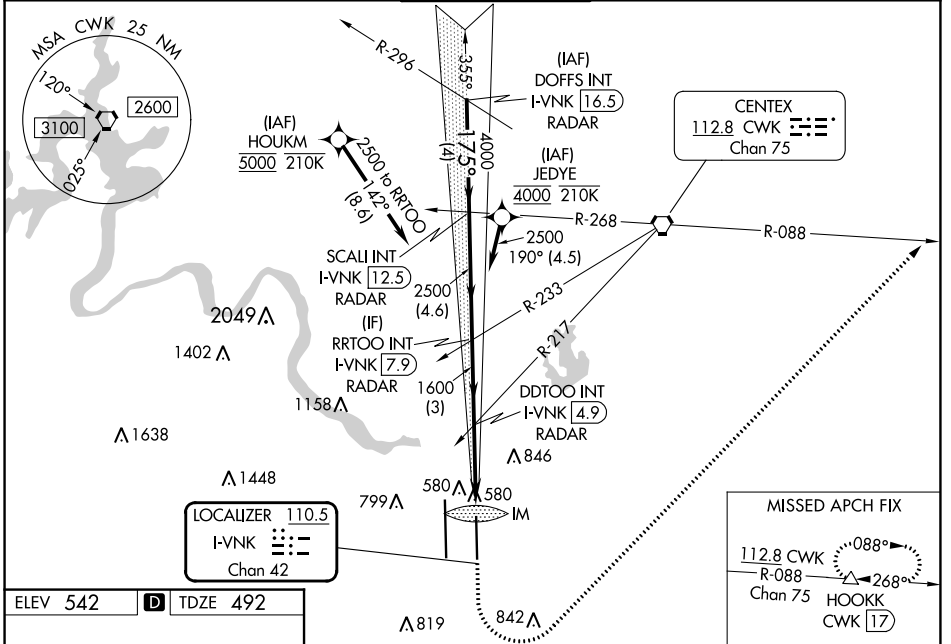 MSA CWK 25 NM
120°
2600
3100
025°
R-296
355°
(IAF)
DOFFS INT
I-VNK 16.5
RADAR
CENTEX
112.8 CWK
Chan 75
(IAF)
HOUKM
5000 210K
2500 to RRTOO
142°
(8.6)
175°
4000
(4)
(IAF)
JEDYE
4000 210K
R-268
R-088
2500
190° (4.5)
SCALI INT
I-VNK 12.5
RADAR
2500
(4.6)
R-233
R-217
(IF)
RRTOO INT
I-VNK 7.9
RADAR
1600
(3)
DDTOO INT
I-VNK 4.9
RADAR
2049
1402
1158
1638
846
1448
799
580
580
IM
LOCALIZER 110.5
I-VNK
Chan 42
MISSED APCH FIX
112.8 CWK
R-088
Chan 75
088°
268°
HOOKK
CWK 17
ELEV 542 D TDZE 492
819
842